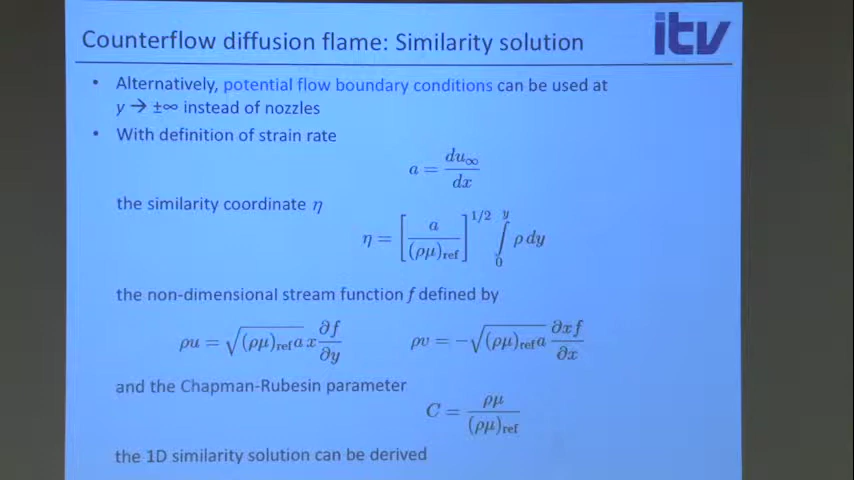 Counterflow diffusion flame: Similarity solution
itv
• Alternatively, potential flow boundary conditions can be used at
y → ±∞ instead of nozzles
• With definition of strain rate
a = du∞/dx
the similarity coordinate η
η = [a/(ρμ)ref]^1/2 ∫₀^y ρ dy
the non-dimensional stream function f defined by
ρu = √((ρμ)ref a) x ∂f/∂y    ρv = −√((ρμ)ref a) ∂xf/∂x
and the Chapman-Rubesin parameter
C = ρμ/(ρμ)ref
the 1D similarity solution can be derived